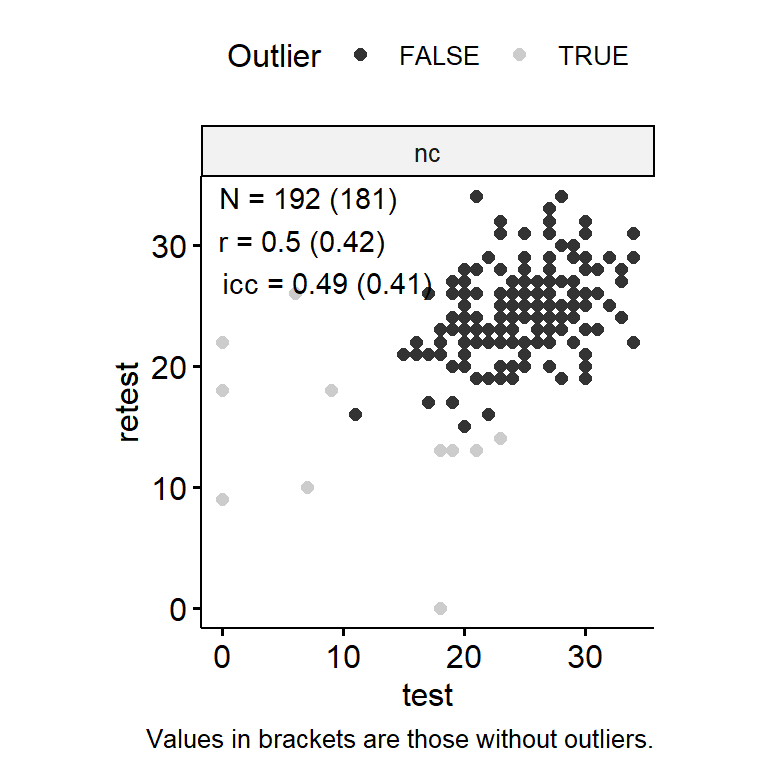 Outlier FALSE TRUE
nc
N = 192 (181)
r = 0.5 (0.42)
icc = 0.49 (0.41)
30
20
10
0
retest
0 10 20 30
test
Values in brackets are those without outliers.